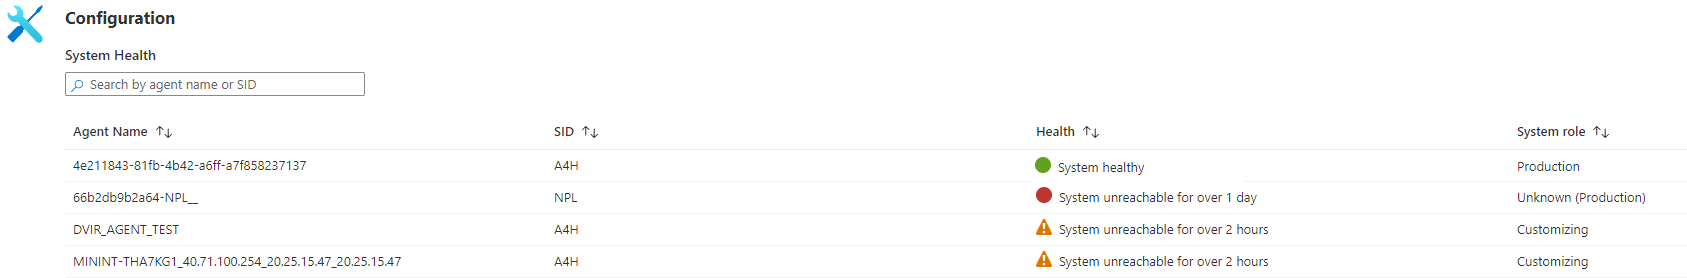 Configuration
System Health
Search by agent name or SID
Agent Name ↑↓ SID ↑↓ Health ↑↓ System role ↑↓
4e211843-81fb-4b42-a6ff-a7f858237137 A4H System healthy Production
66b2db9b2a64-NPL__ NPL System unreachable for over 1 day Unknown (Production)
DVIR_AGENT_TEST A4H System unreachable for over 2 hours Customizing
MININT-THA7KG1_40.71.100.254_20.25.15.47_20.25.15.47 A4H System unreachable for over 2 hours Customizing